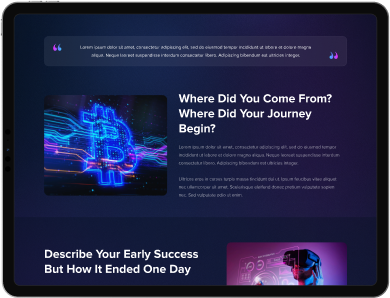 Lorem ipsum dolor sit amet, consectetur adipiscing elit, sed do eiusmod tempor incididunt ut labore et dolore magna
aliqua. Neque laoreet suspendisse interdum consectetur libero. Adipiscing bibendum est ultricies integer.
Where Did You Come From?
Where Did Your Journey
Begin?
Lorem ipsum dolor sit amet, consectetur adipiscing elit, sed do eiusmod tempor
incididunt ut labore et dolore magna aliqua. Neque laoreet suspendisse interdum
consectetur libero. Adipiscing bibendum est ultricies integer.
Ultrices eros in cursus turpis massa tincidunt dui ut. Ipsum faucibus vitae aliquet
nec ullamcorper sit amet. Scelerisque eleifend donec pretium vulputate sapien
nec. Sed vulputate odio ut enim.
Describe Your Early Success
But How It Ended One Day